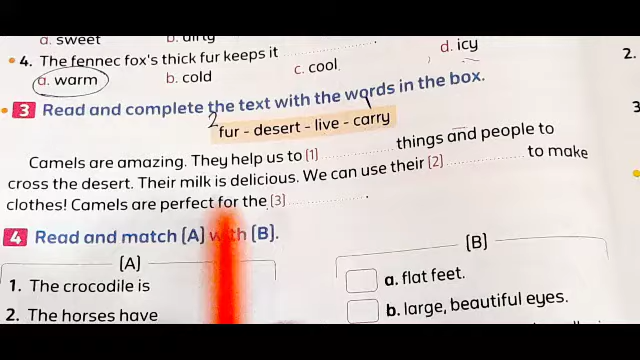 a. sweet b. dirty
4. The fennec fox's thick fur keeps it
d. icy
a. warm b. cold c. cool
2.
3 Read and complete the text with the words in the box.
3
2 1
fur - desert - live - carry
Camels are amazing. They help us to (1) things and people to
cross the desert. Their milk is delicious. We can use their (2) to make
clothes! Camels are perfect for the (3) .
4 Read and match (A) with (B).
(A) (B)
1. The crocodile is a. flat feet.
2. The horses have b. large, beautiful eyes.